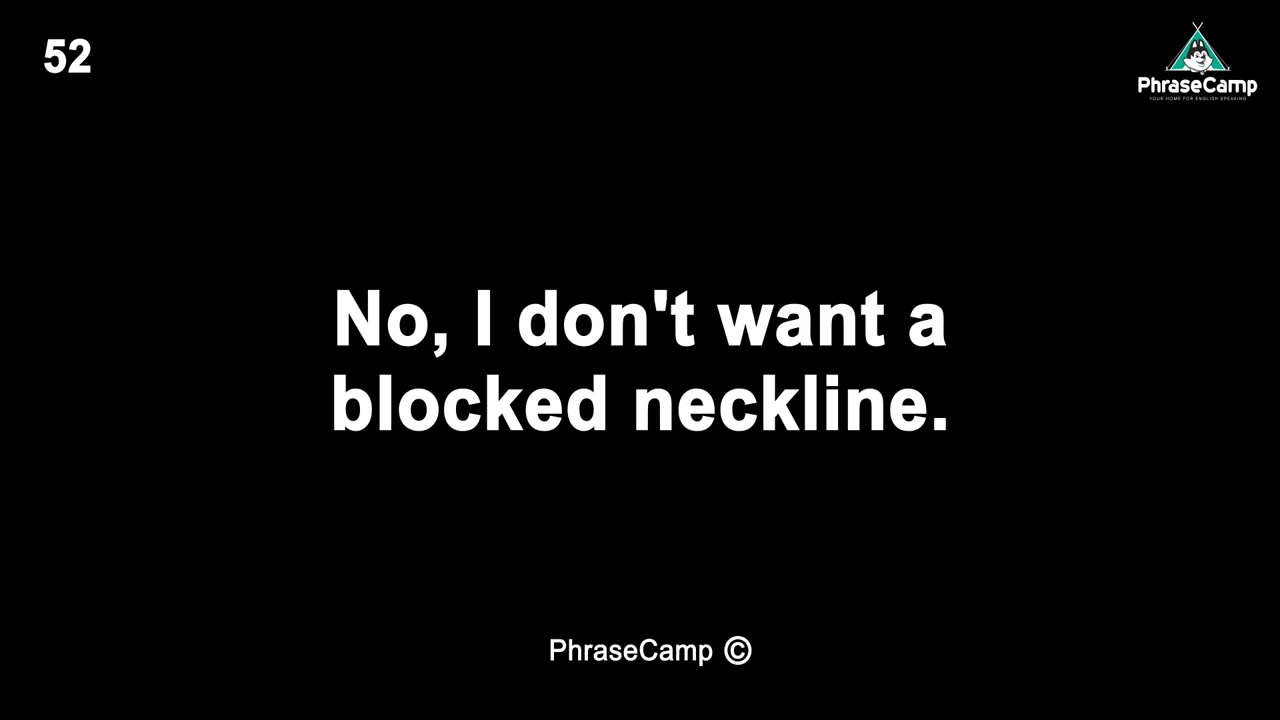 52
PhraseCamp
YOUR HOME FOR ENGLISH SPEAKING
No, I don't want a
blocked neckline.
PhraseCamp ©